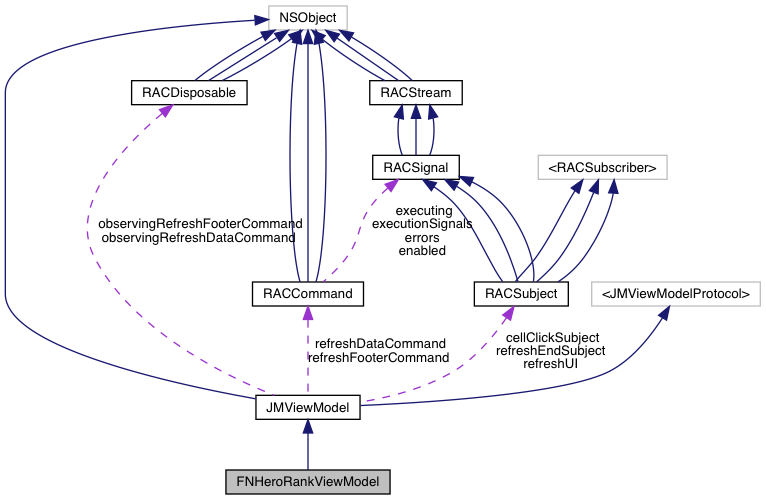 NSObject
RACDisposable
RACStream
RACSignal
<RACSubscriber>
observingRefreshFooterCommand
observingRefreshDataCommand
executing
executionSignals
errors
enabled
RACCommand
RACSubject
<JMViewModelProtocol>
refreshDataCommand
refreshFooterCommand
cellClickSubject
refreshEndSubject
refreshUI
JMViewModel
FNHeroRankViewModel